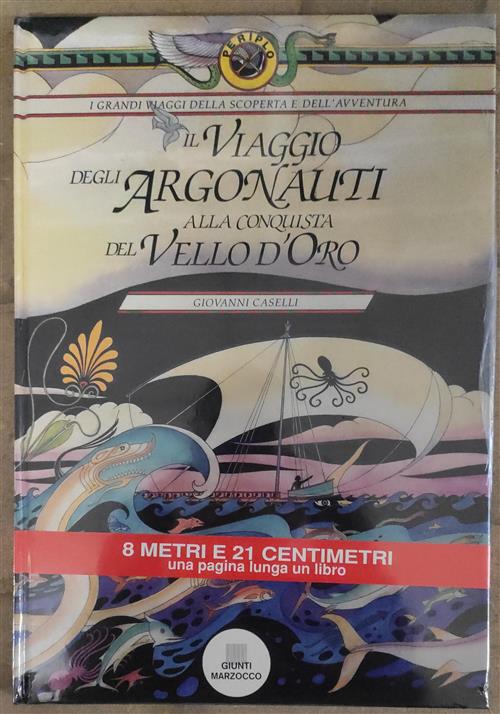 PERIPLO
I GRANDI VIAGGI DELLA SCOPERTA E DELL'AVVENTURA
IL VIAGGIO
DEGLI ARGONAUTI
ALLA CONQUISTA
DEL VELLO D'ORO
GIOVANNI CASELLI
8 METRI E 21 CENTIMETRI
una pagina lunga un libro
GIUNTI
MARZOCCO